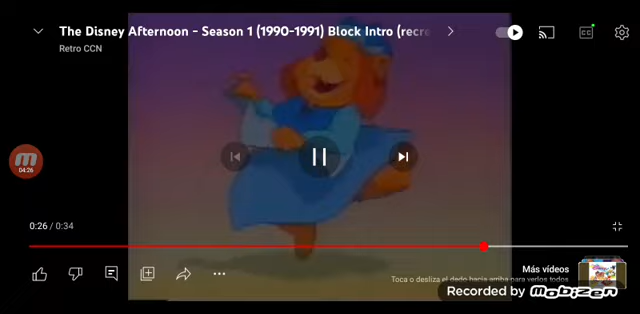 The Disney Afternoon - Season 1 (1990-1991) Block Intro (recre
Retro CCN
CC
04:26
0:26 / 0:34
Más vídeos
Toca o desliza el dedo hacia arriba para verlos todos
Recorded by MOBIZEN